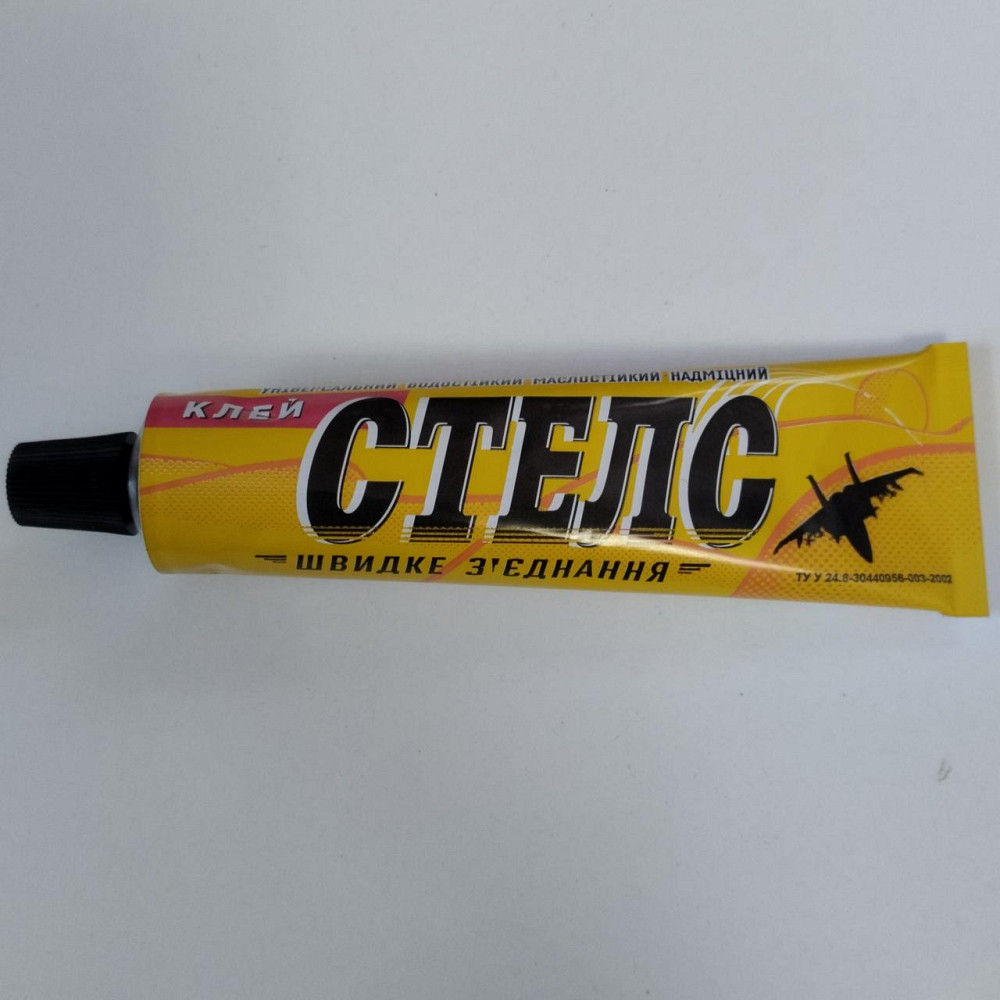 УНІВЕРСАЛЬНИЙ · ВОДОСТІЙКИЙ · МАСЛОСТІЙКИЙ · НАДМІЦНИЙ
КЛЕЙ
СТЕЛС
ШВИДКЕ З'ЄДНАННЯ
ТУ У 24.6-30440956-003-2002